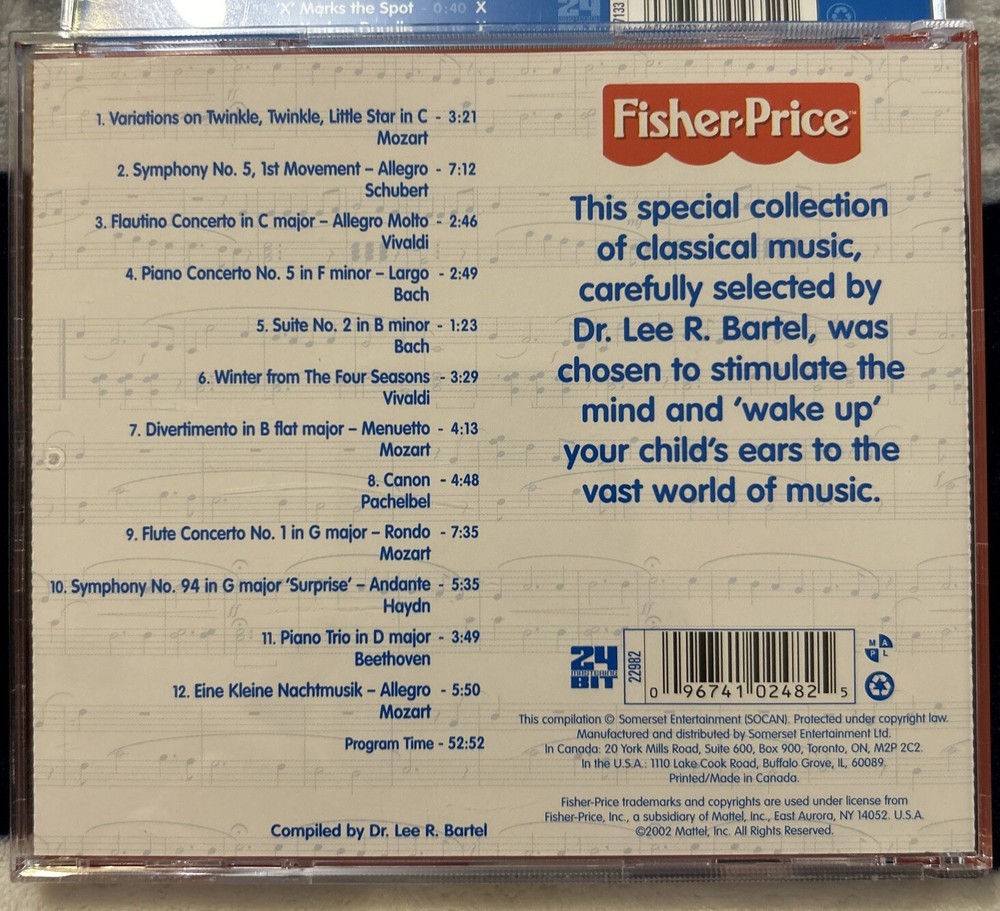 'X' Marks the Spot - 0:40 X
24
7133
1. Variations on Twinkle, Twinkle, Little Star in C - 3:21
Mozart
2. Symphony No. 5, 1st Movement – Allegro - 7:12
Schubert
3. Flautino Concerto in C major – Allegro Molto - 2:46
Vivaldi
4. Piano Concerto No. 5 in F minor – Largo - 2:49
Bach
5. Suite No. 2 in B minor - 1:23
Bach
6. Winter from The Four Seasons - 3:29
Vivaldi
7. Divertimento in B flat major – Menuetto - 4:13
Mozart
8. Canon - 4:48
Pachelbel
9. Flute Concerto No. 1 in G major – Rondo - 7:35
Mozart
10. Symphony No. 94 in G major 'Surprise' – Andante - 5:35
Haydn
11. Piano Trio in D major - 3:49
Beethoven
12. Eine Kleine Nachtmusik – Allegro - 5:50
Mozart
Program Time - 52:52
Compiled by Dr. Lee R. Bartel
Fisher-Price™
This special collection
of classical music,
carefully selected by
Dr. Lee R. Bartel, was
chosen to stimulate the
mind and 'wake up'
your child's ears to the
vast world of music.
24
BIT
22982
0 96741 02482 5
M A
P L
This compilation © Somerset Entertainment (SOCAN). Protected under copyright law.
Manufactured and distributed by Somerset Entertainment Ltd.
In Canada: 20 York Mills Road, Suite 600, Box 900, Toronto, ON, M2P 2C2.
In the U.S.A.: 1110 Lake Cook Road, Buffalo Grove, IL, 60089.
Printed/Made in Canada.
Fisher-Price trademarks and copyrights are used under license from
Fisher-Price, Inc., a subsidiary of Mattel, Inc., East Aurora, NY 14052. U.S.A.
©2002 Mattel, Inc. All Rights Reserved.